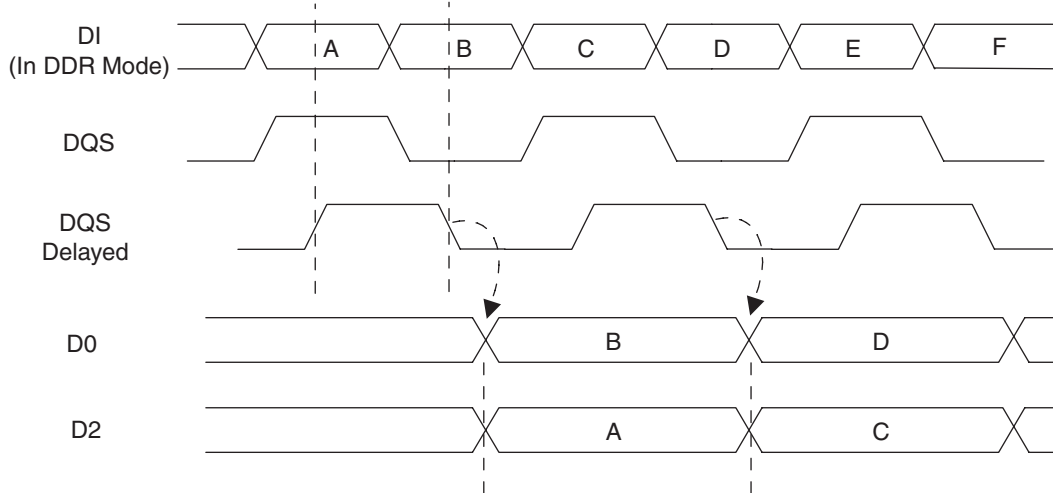 DI
(In DDR Mode)
A B C D E F
DQS
DQS
Delayed
D0
B D
D2
A C